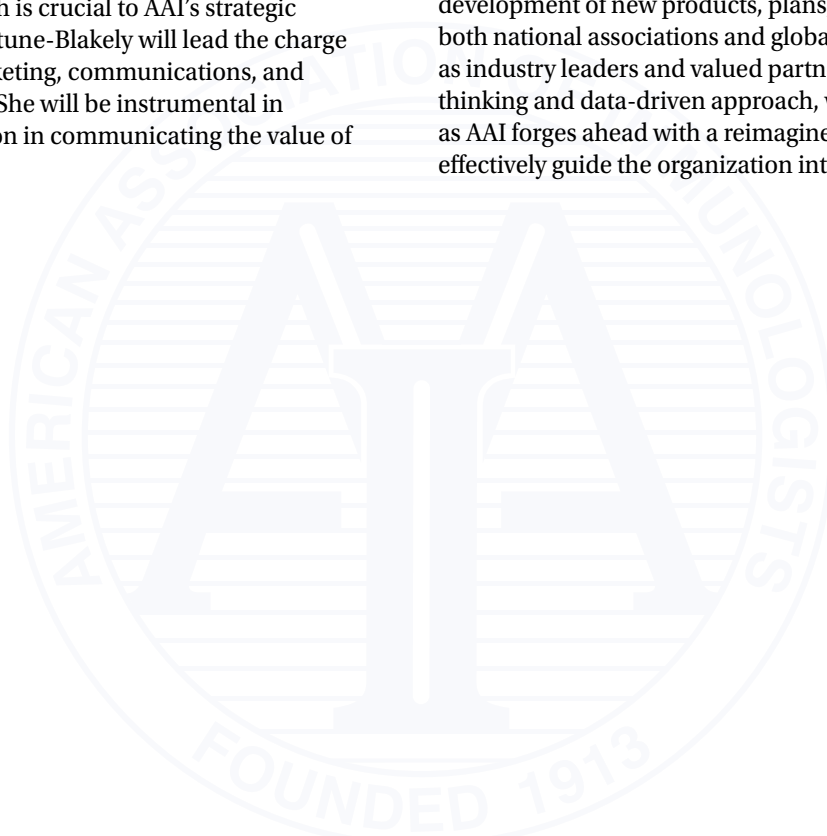 h is crucial to AAI’s strategic
tune-Blakely will lead the charge
keting, communications, and
She will be instrumental in
on in communicating the value of
development of new products, plans
both national associations and globa
as industry leaders and valued partn
thinking and data-driven approach, v
as AAI forges ahead with a reimagine
effectively guide the organization int
AMERICAN ASSOCIATIO
MUNOLOGISTS
AAI
FOUNDED 1913